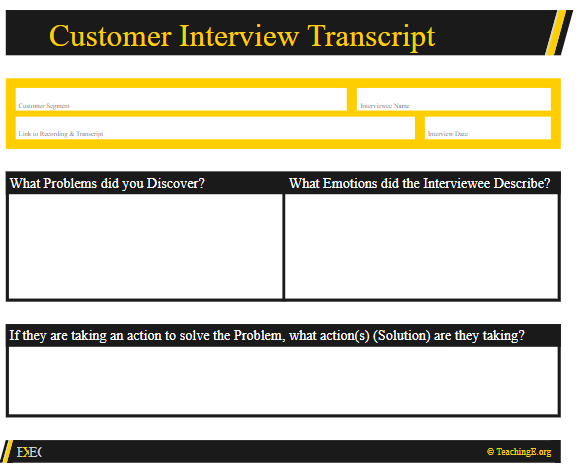 Customer Interview Transcript
Customer Segment
Interviewee Name
Link to Recording & Transcript
Interview Date
What Problems did you Discover?
What Emotions did the Interviewee Describe?
If they are taking an action to solve the Problem, what action(s) (Solution) are they taking?
EXEC
© TeachingE.org